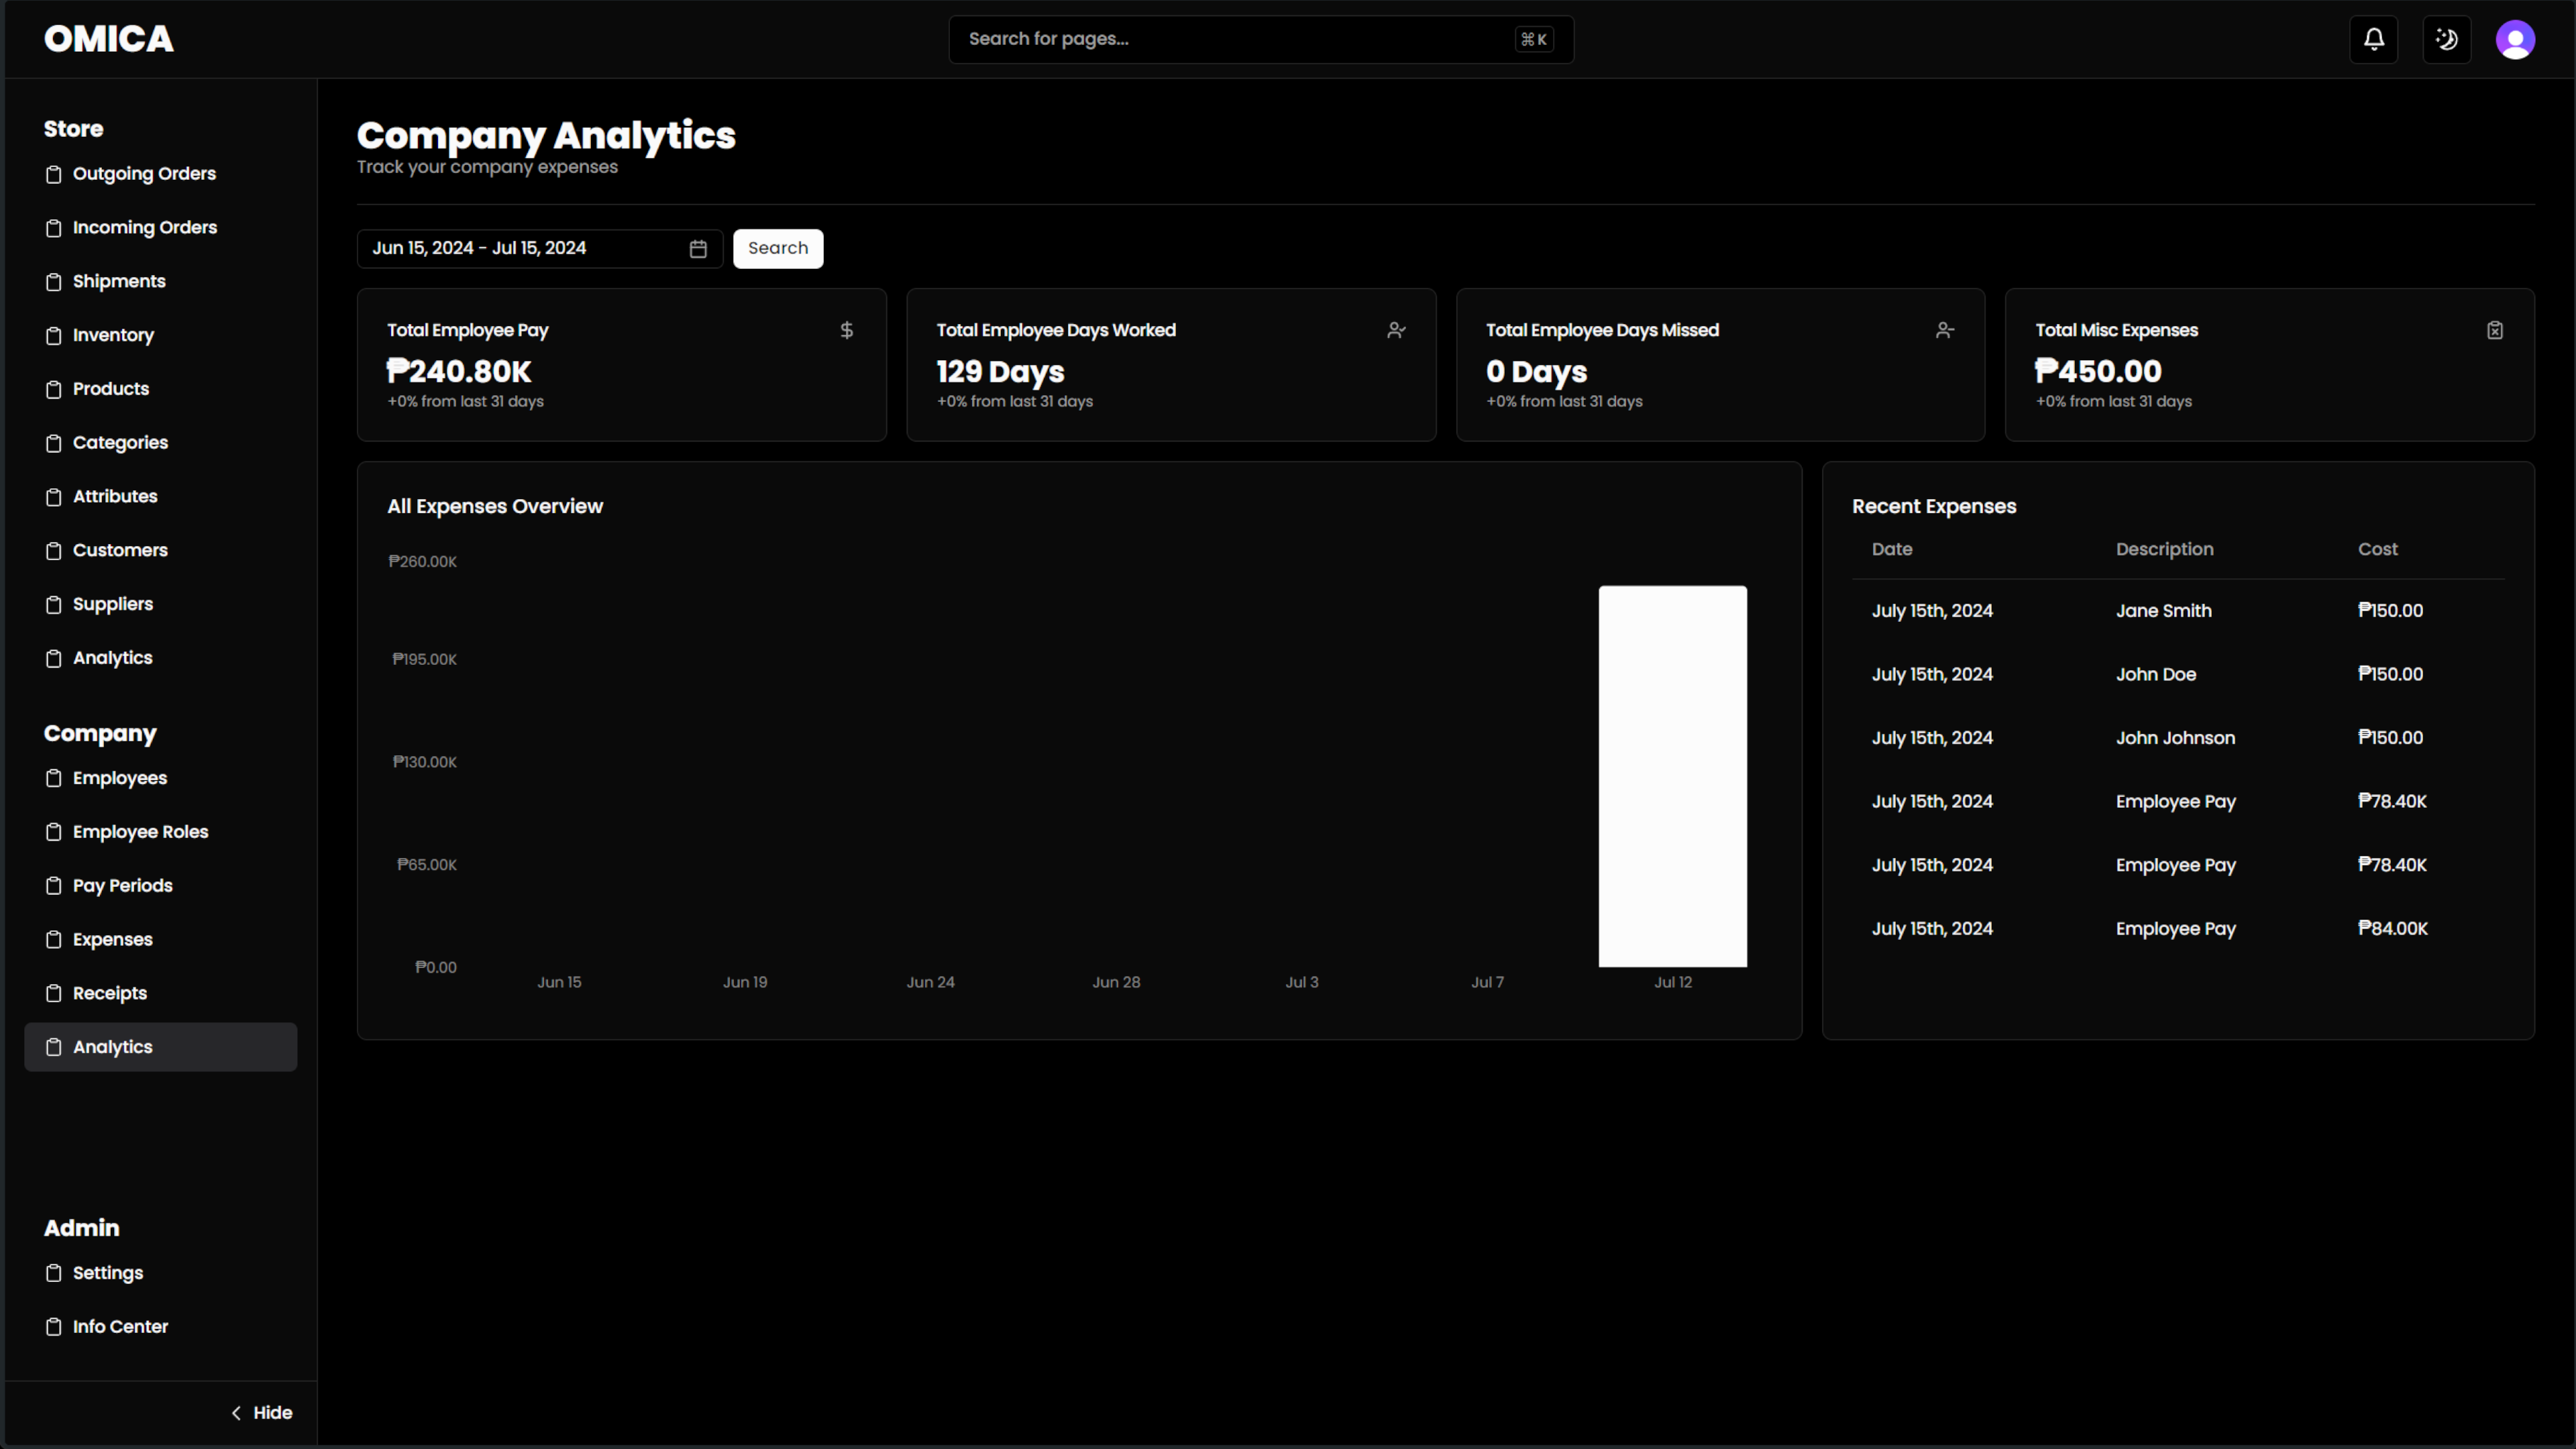 OMICA
Search for pages...
⌘K
Store
Outgoing Orders
Incoming Orders
Shipments
Inventory
Products
Categories
Attributes
Customers
Suppliers
Analytics
Company
Employees
Employee Roles
Pay Periods
Expenses
Receipts
Analytics
Admin
Settings
Info Center
Hide
Company Analytics
Track your company expenses
Jun 15, 2024 - Jul 15, 2024
Search
Total Employee Pay
₱240.80K
+0% from last 31 days
Total Employee Days Worked
129 Days
+0% from last 31 days
Total Employee Days Missed
0 Days
+0% from last 31 days
Total Misc Expenses
₱450.00
+0% from last 31 days
All Expenses Overview
₱260.00K
₱195.00K
₱130.00K
₱65.00K
₱0.00
Jun 15 Jun 19 Jun 24 Jun 28 Jul 3 Jul 7 Jul 12
Recent Expenses
Date Description Cost
July 15th, 2024 Jane Smith ₱150.00
July 15th, 2024 John Doe ₱150.00
July 15th, 2024 John Johnson ₱150.00
July 15th, 2024 Employee Pay ₱78.40K
July 15th, 2024 Employee Pay ₱78.40K
July 15th, 2024 Employee Pay ₱84.00K